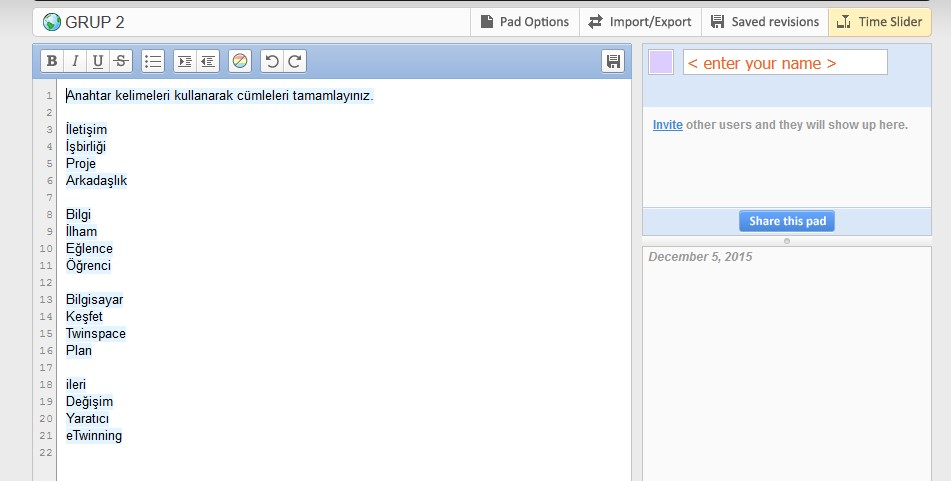 GRUP 2
Pad Options
Import/Export
Saved revisions
Time Slider
B I U S
< enter your name >
Invite other users and they will show up here.
Share this pad
December 5, 2015
1 Anahtar kelimeleri kullanarak cümleleri tamamlayınız.
2
3 İletişim
4 İşbirliği
5 Proje
6 Arkadaşlık
7
8 Bilgi
9 İlham
10 Eğlence
11 Öğrenci
12
13 Bilgisayar
14 Keşfet
15 Twinspace
16 Plan
17
18 ileri
19 Değişim
20 Yaratıcı
21 eTwinning
22